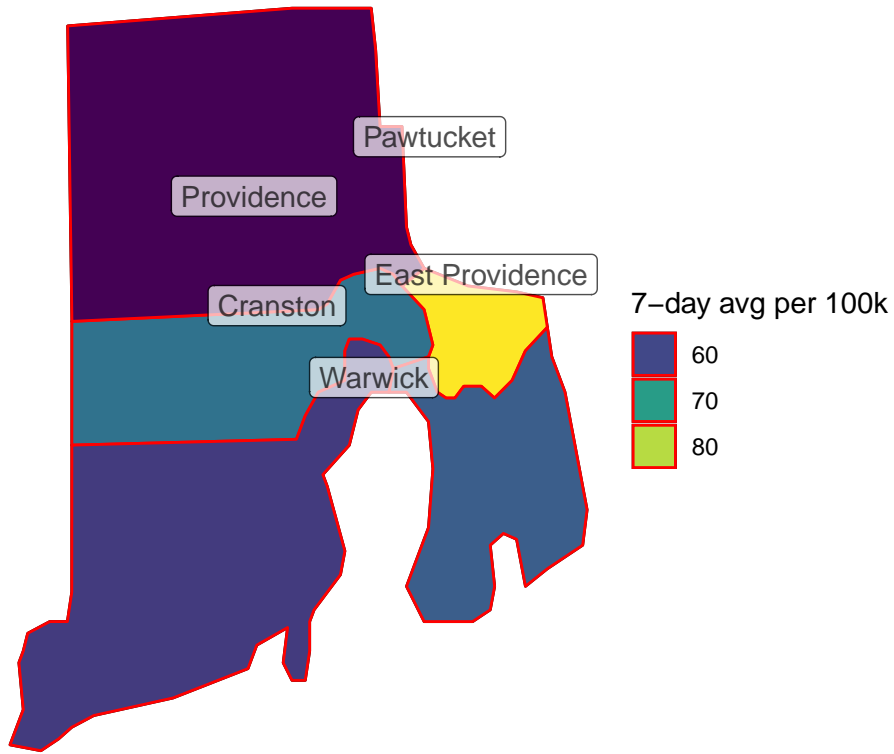 Pawtucket
Providence
East Providence
Cranston
Warwick
7−day avg per 100k
60
70
80